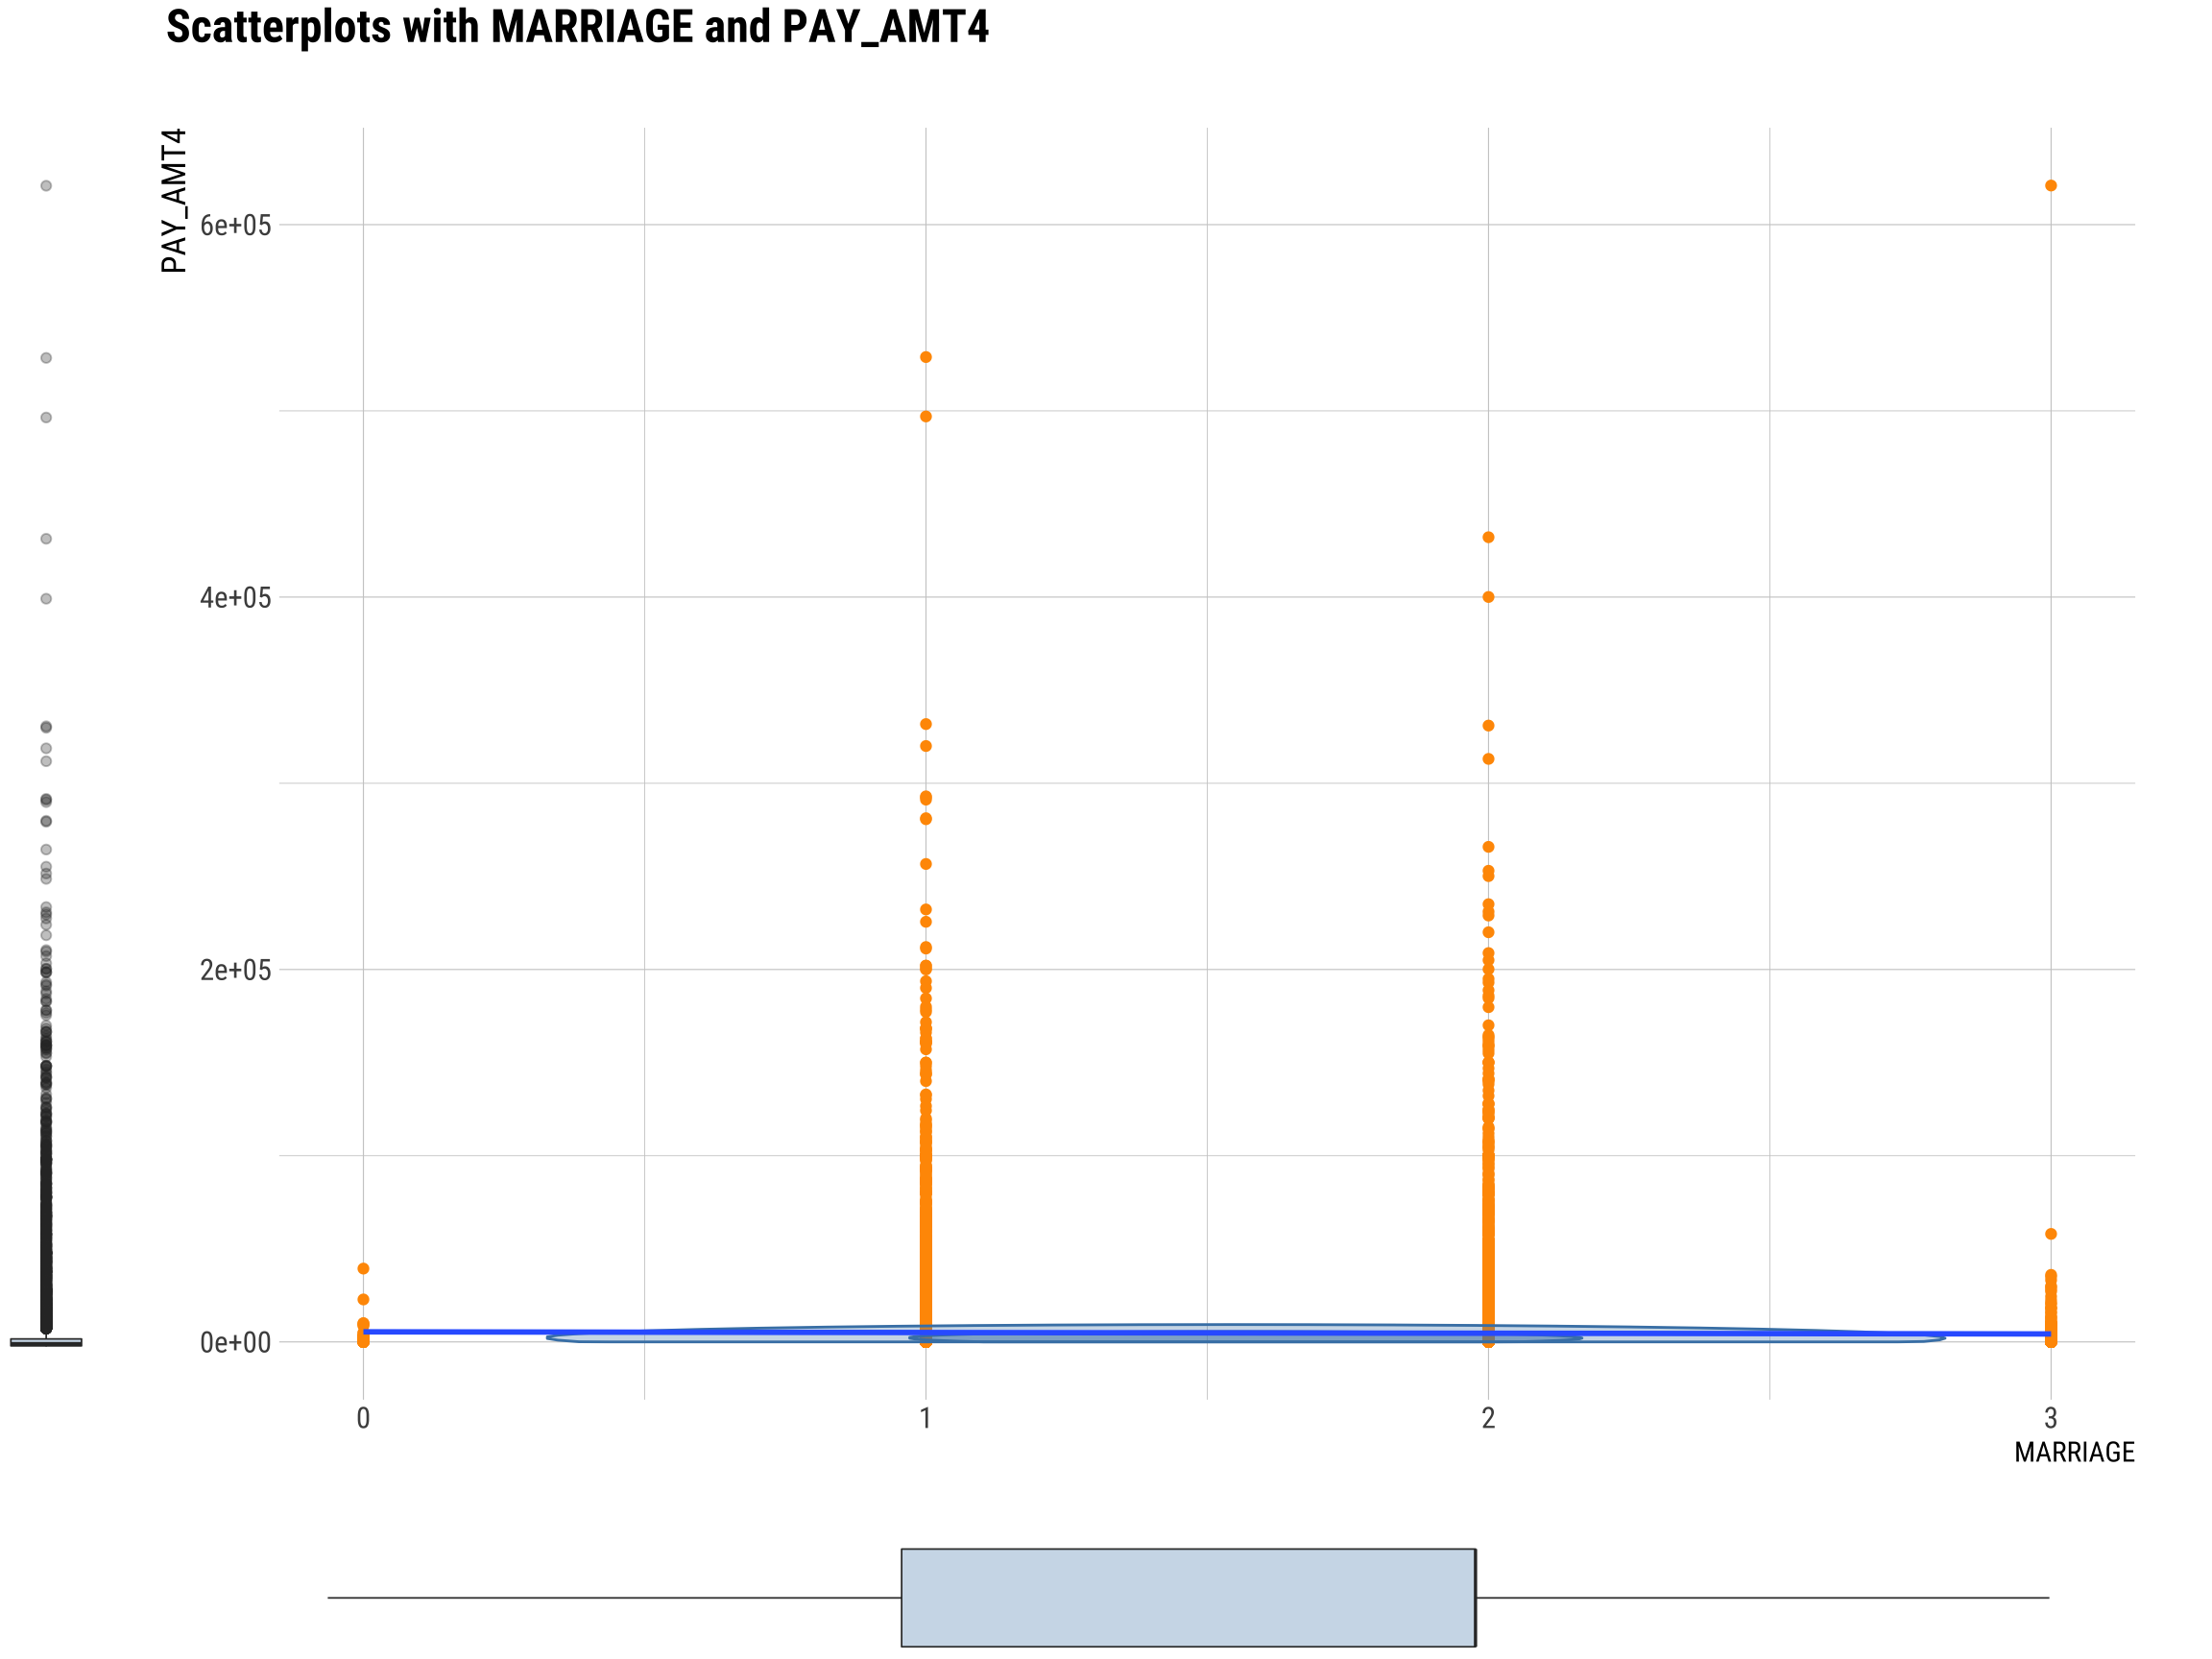 Scatterplots with MARRIAGE and PAY_AMT4
PAY_AMT4
6e+05
4e+05
2e+05
0e+00
0 1 2 3
MARRIAGE